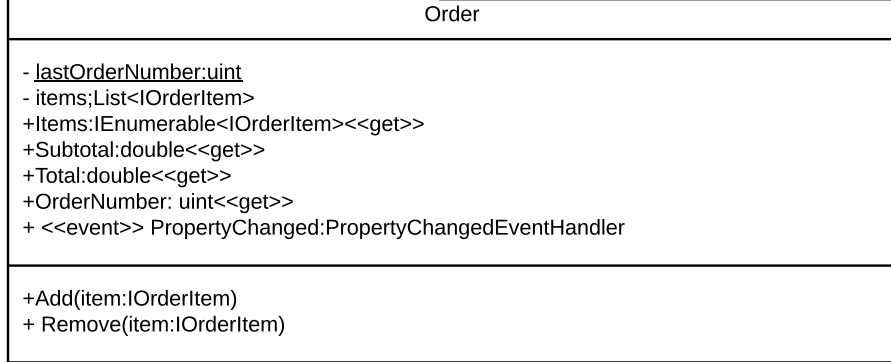 Order
- lastOrderNumber:uint
- items;List<IOrderItem>
+Items:IEnumerable<IOrderItem><<get>>
+Subtotal:double<<get>>
+Total:double<<get>>
+OrderNumber: uint<<get>>
+ <<event>> PropertyChanged:PropertyChangedEventHandler
+Add(item:IOrderItem)
+ Remove(item:IOrderItem)